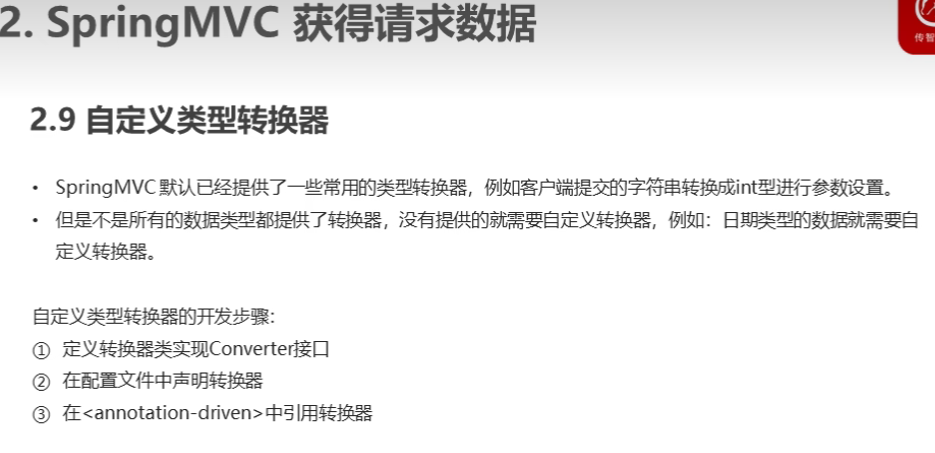 2. SpringMVC 获得请求数据
传智
2.9 自定义类型转换器
• SpringMVC 默认已经提供了一些常用的类型转换器，例如客户端提交的字符串转换成int型进行参数设置。
• 但是不是所有的数据类型都提供了转换器，没有提供的就需要自定义转换器，例如：日期类型的数据就需要自
定义转换器。
自定义类型转换器的开发步骤：
① 定义转换器类实现Converter接口
② 在配置文件中声明转换器
③ 在<annotation-driven>中引用转换器